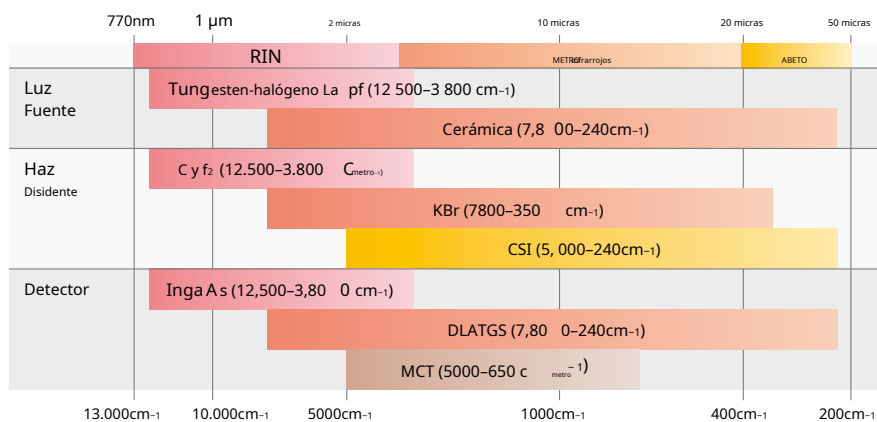 770nm 1 μm 2 micras 10 micras 20 micras 50 micras
RIN METRO Infrarrojos ABETO
Luz
Fuente
Tungesten-halógeno La pf (12 500–3 800 cm−1)
Cerámica (7,8 00–240cm−1)
Haz
Disidente
C y f2 (12.500–3.800 Cmetro−1)
KBr (7800–350 cm−1)
CSI (5, 000–240cm−1)
Detector
Inga A s (12,500–3,80 0 cm−1)
DLATGS (7,80 0–240cm−1)
MCT (5000–650 c metro−1)
13.000cm−1 10.000cm−1 5000cm−1 1000cm−1 400cm−1 200cm−1